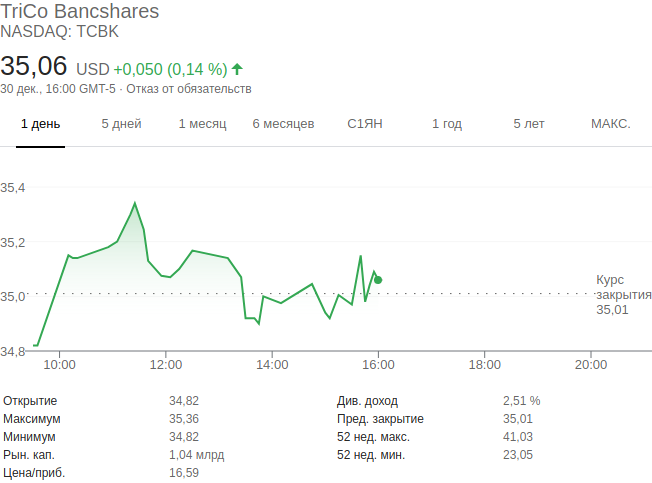 TriCo Bancshares
NASDAQ: TCBK
35,06 USD +0,050 (0,14 %)
30 дек., 16:00 GMT-5 · Отказ от обязательств
1 день 5 дней 1 месяц 6 месяцев С1ЯН 1 год 5 лет МАКС.
35,4
35,2
35,0
34,8
Курс
закрытия
35,01
10:00 12:00 14:00 16:00 18:00 20:00
Открытие 34,82 Див. доход 2,51 %
Максимум 35,36 Пред. закрытие 35,01
Минимум 34,82 52 нед. макс. 41,03
Рын. кап. 1,04 млрд 52 нед. мин. 23,05
Цена/приб. 16,59